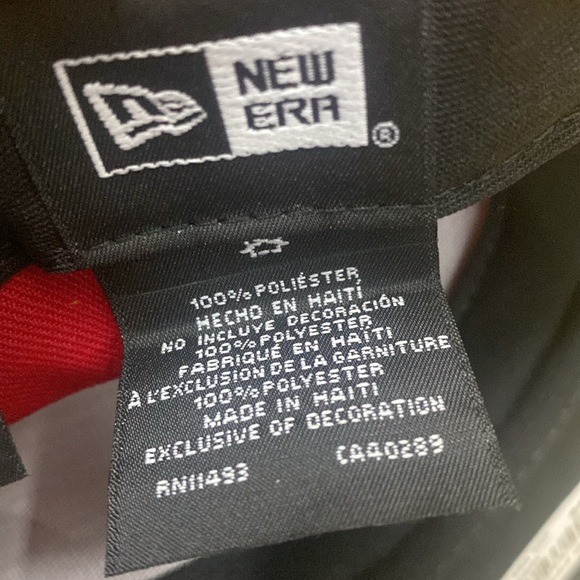 NEW
ERA
®
100% POLIÉSTER
HECHO EN HAITÍ
NO INCLUYE DECORACIÓN
100% POLYESTER
FABRIQUÉ EN HAÏTI
À L'EXCLUSION DE LA GARNITURE
100% POLYESTER
MADE IN HAITI
EXCLUSIVE OF DECORATION
RN11493 CA40289